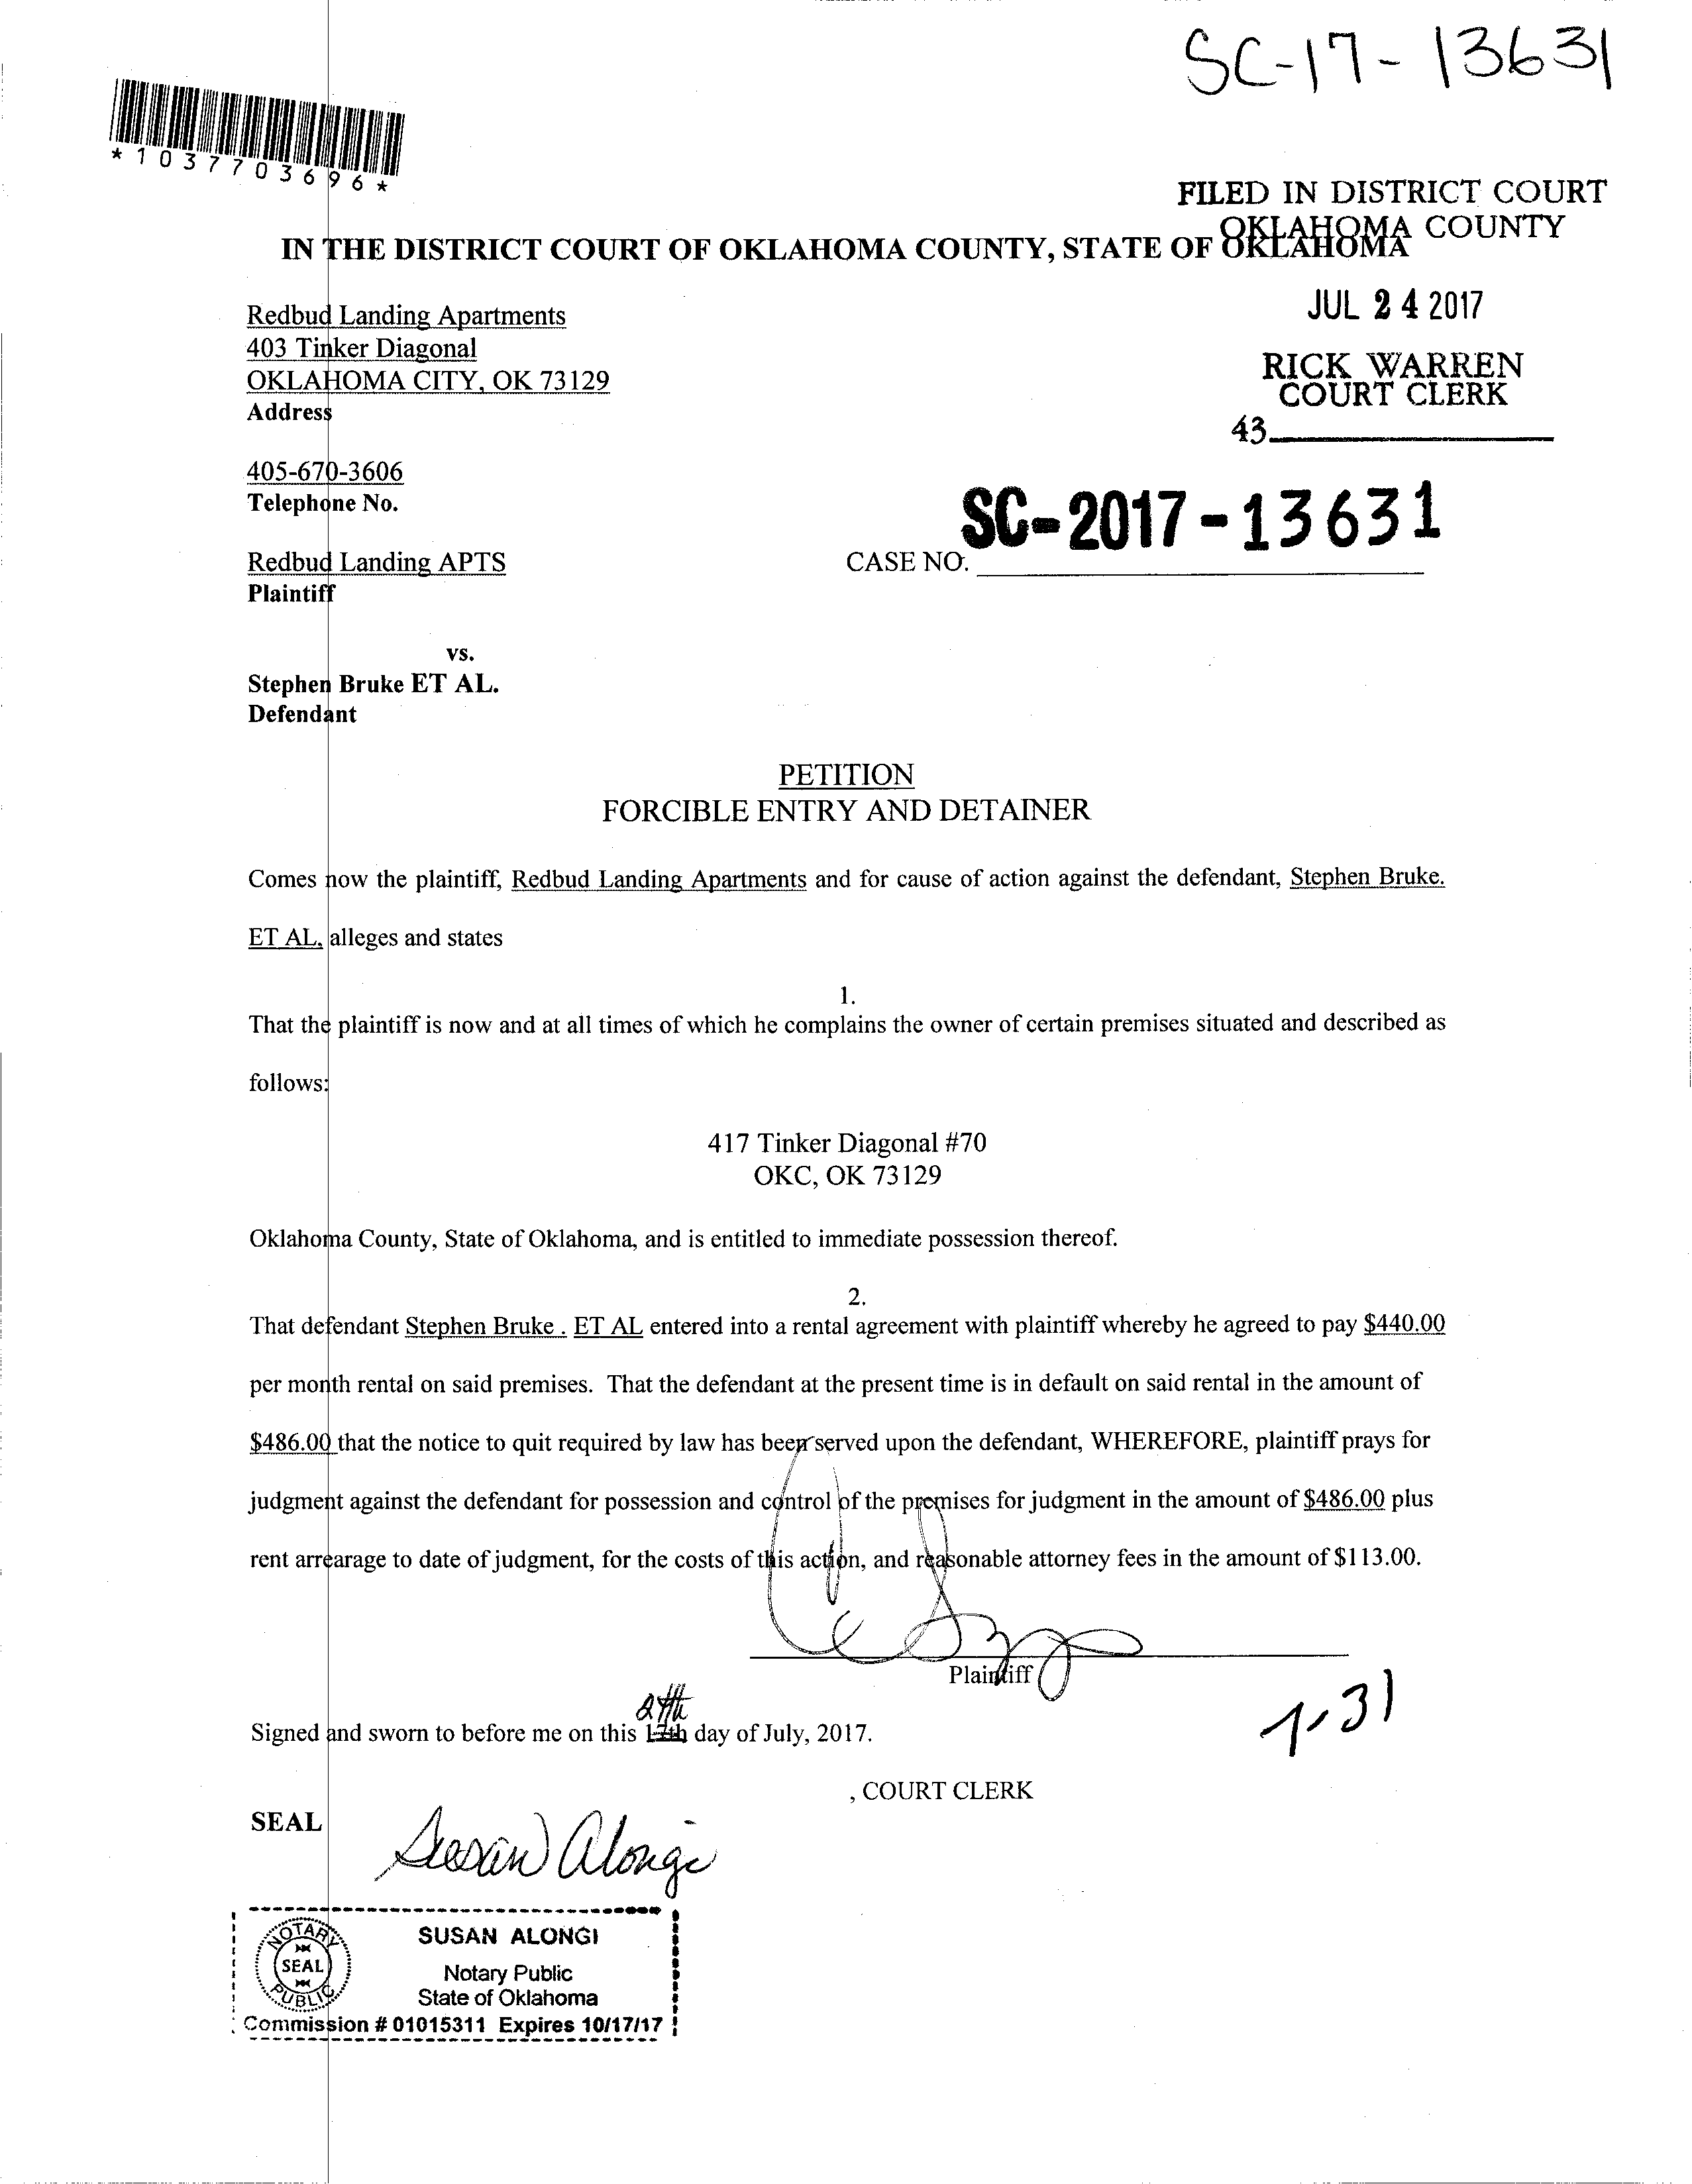 SC-17-13631
*1037703696*
FILED IN DISTRICT COURT
OKLAHOMA COUNTY
IN THE DISTRICT COURT OF OKLAHOMA COUNTY, STATE OF OKLAHOMA
JUL 24 2017
RICK WARREN
COURT CLERK
43
Redbud Landing Apartments
403 Tinker Diagonal
OKLAHOMA CITY, OK 73129
Address
405-670-3606
Telephone No.
SC-2017-13631
CASE NO.
Redbud Landing APTS
Plaintiff
vs.
Stephen Bruke ET AL.
Defendant
PETITION
FORCIBLE ENTRY AND DETAINER
Comes now the plaintiff, Redbud Landing Apartments and for cause of action against the defendant, Stephen Bruke.
ET AL, alleges and states
1.
That the plaintiff is now and at all times of which he complains the owner of certain premises situated and described as
follows:
417 Tinker Diagonal #70
OKC, OK 73129
Oklahoma County, State of Oklahoma, and is entitled to immediate possession thereof.
2.
That defendant Stephen Bruke . ET AL entered into a rental agreement with plaintiff whereby he agreed to pay $440.00
per month rental on said premises. That the defendant at the present time is in default on said rental in the amount of
$486.00 that the notice to quit required by law has been served upon the defendant, WHEREFORE, plaintiff prays for
judgment against the defendant for possession and control of the premises for judgment in the amount of $486.00 plus
rent arrearage to date of judgment, for the costs of this action, and reasonable attorney fees in the amount of $113.00.
Plaintiff
24th
Signed and sworn to before me on this 17th day of July, 2017.
, COURT CLERK
SEAL
Susan Alongi
NOTARY
SEAL
PUBLIC
SUSAN ALONGI
Notary Public
State of Oklahoma
Commission # 01015311 Expires 10/17/17